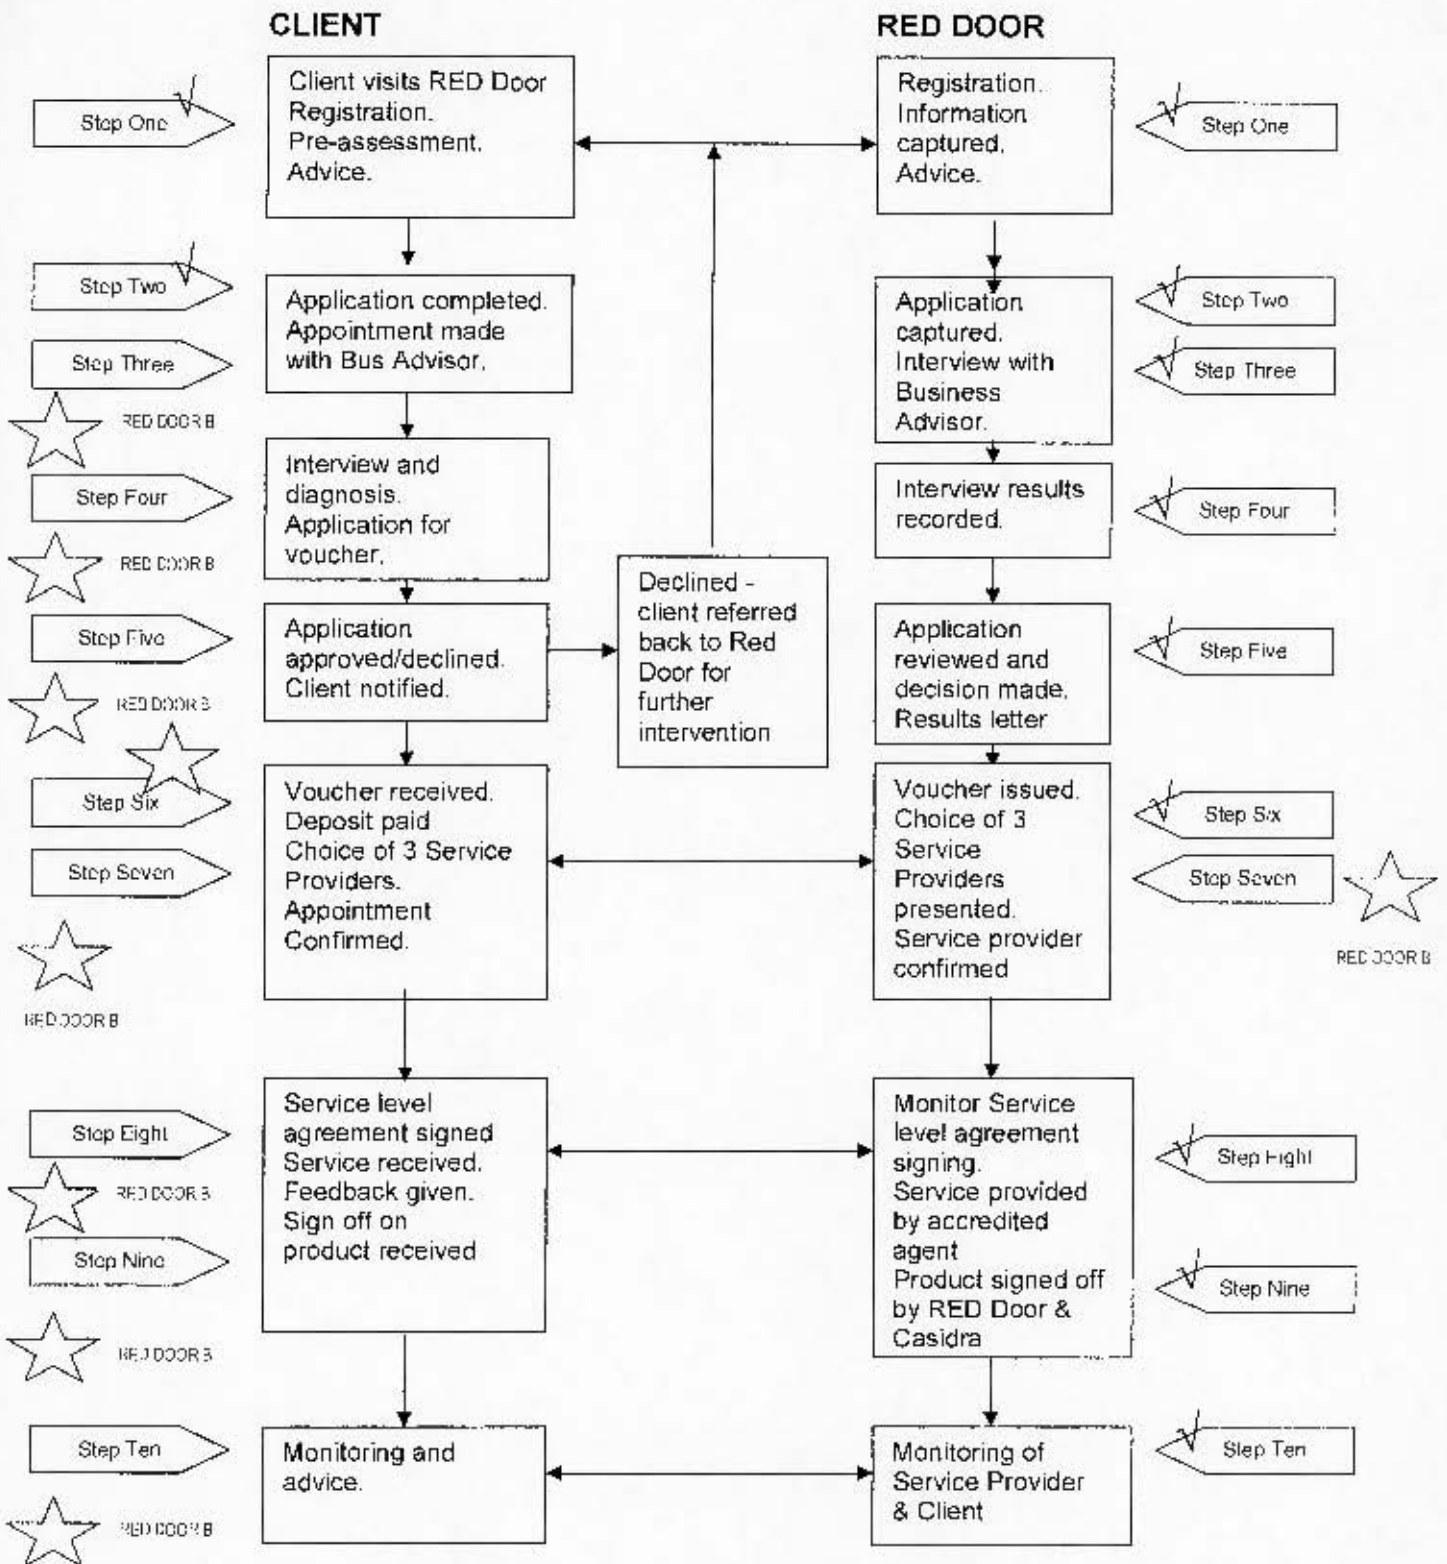 CLIENT
RED DOOR
Step One
Client visits RED Door
Registration.
Pre-assessment.
Advice.
Registration.
Information
captured.
Advice.
Step One
Step Two
Application completed.
Appointment made
with Bus Advisor.
Step Three
RED DOOR B
Application
captured.
Interview with
Business
Advisor.
Step Two
Step Three
Step Four
Interview and
diagnosis.
Application for
voucher.
RED DOOR B
Interview results
recorded.
Step Four
Declined -
client referred
back to Red
Door for
further
intervention
Step Five
Application
approved/declined.
Client notified.
RED DOOR B
Application
reviewed and
decision made.
Results letter
Step Five
Step Six
Step Seven
Voucher received.
Deposit paid
Choice of 3 Service
Providers.
Appointment
Confirmed.
RED DOOR B
Voucher issued.
Choice of 3
Service
Providers
presented.
Service provider
confirmed
Step Six
Step Seven
RED DOOR B
Step Eight
RED DOOR B
Step Nine
RED DOOR B
Service level
agreement signed
Service received.
Feedback given.
Sign off on
product received
Monitor Service
level agreement
signing.
Service provided
by accredited
agent
Product signed off
by RED Door &
Casidra
Step Eight
Step Nine
Step Ten
RED DOOR B
Monitoring and
advice.
Monitoring of
Service Provider
& Client
Step Ten